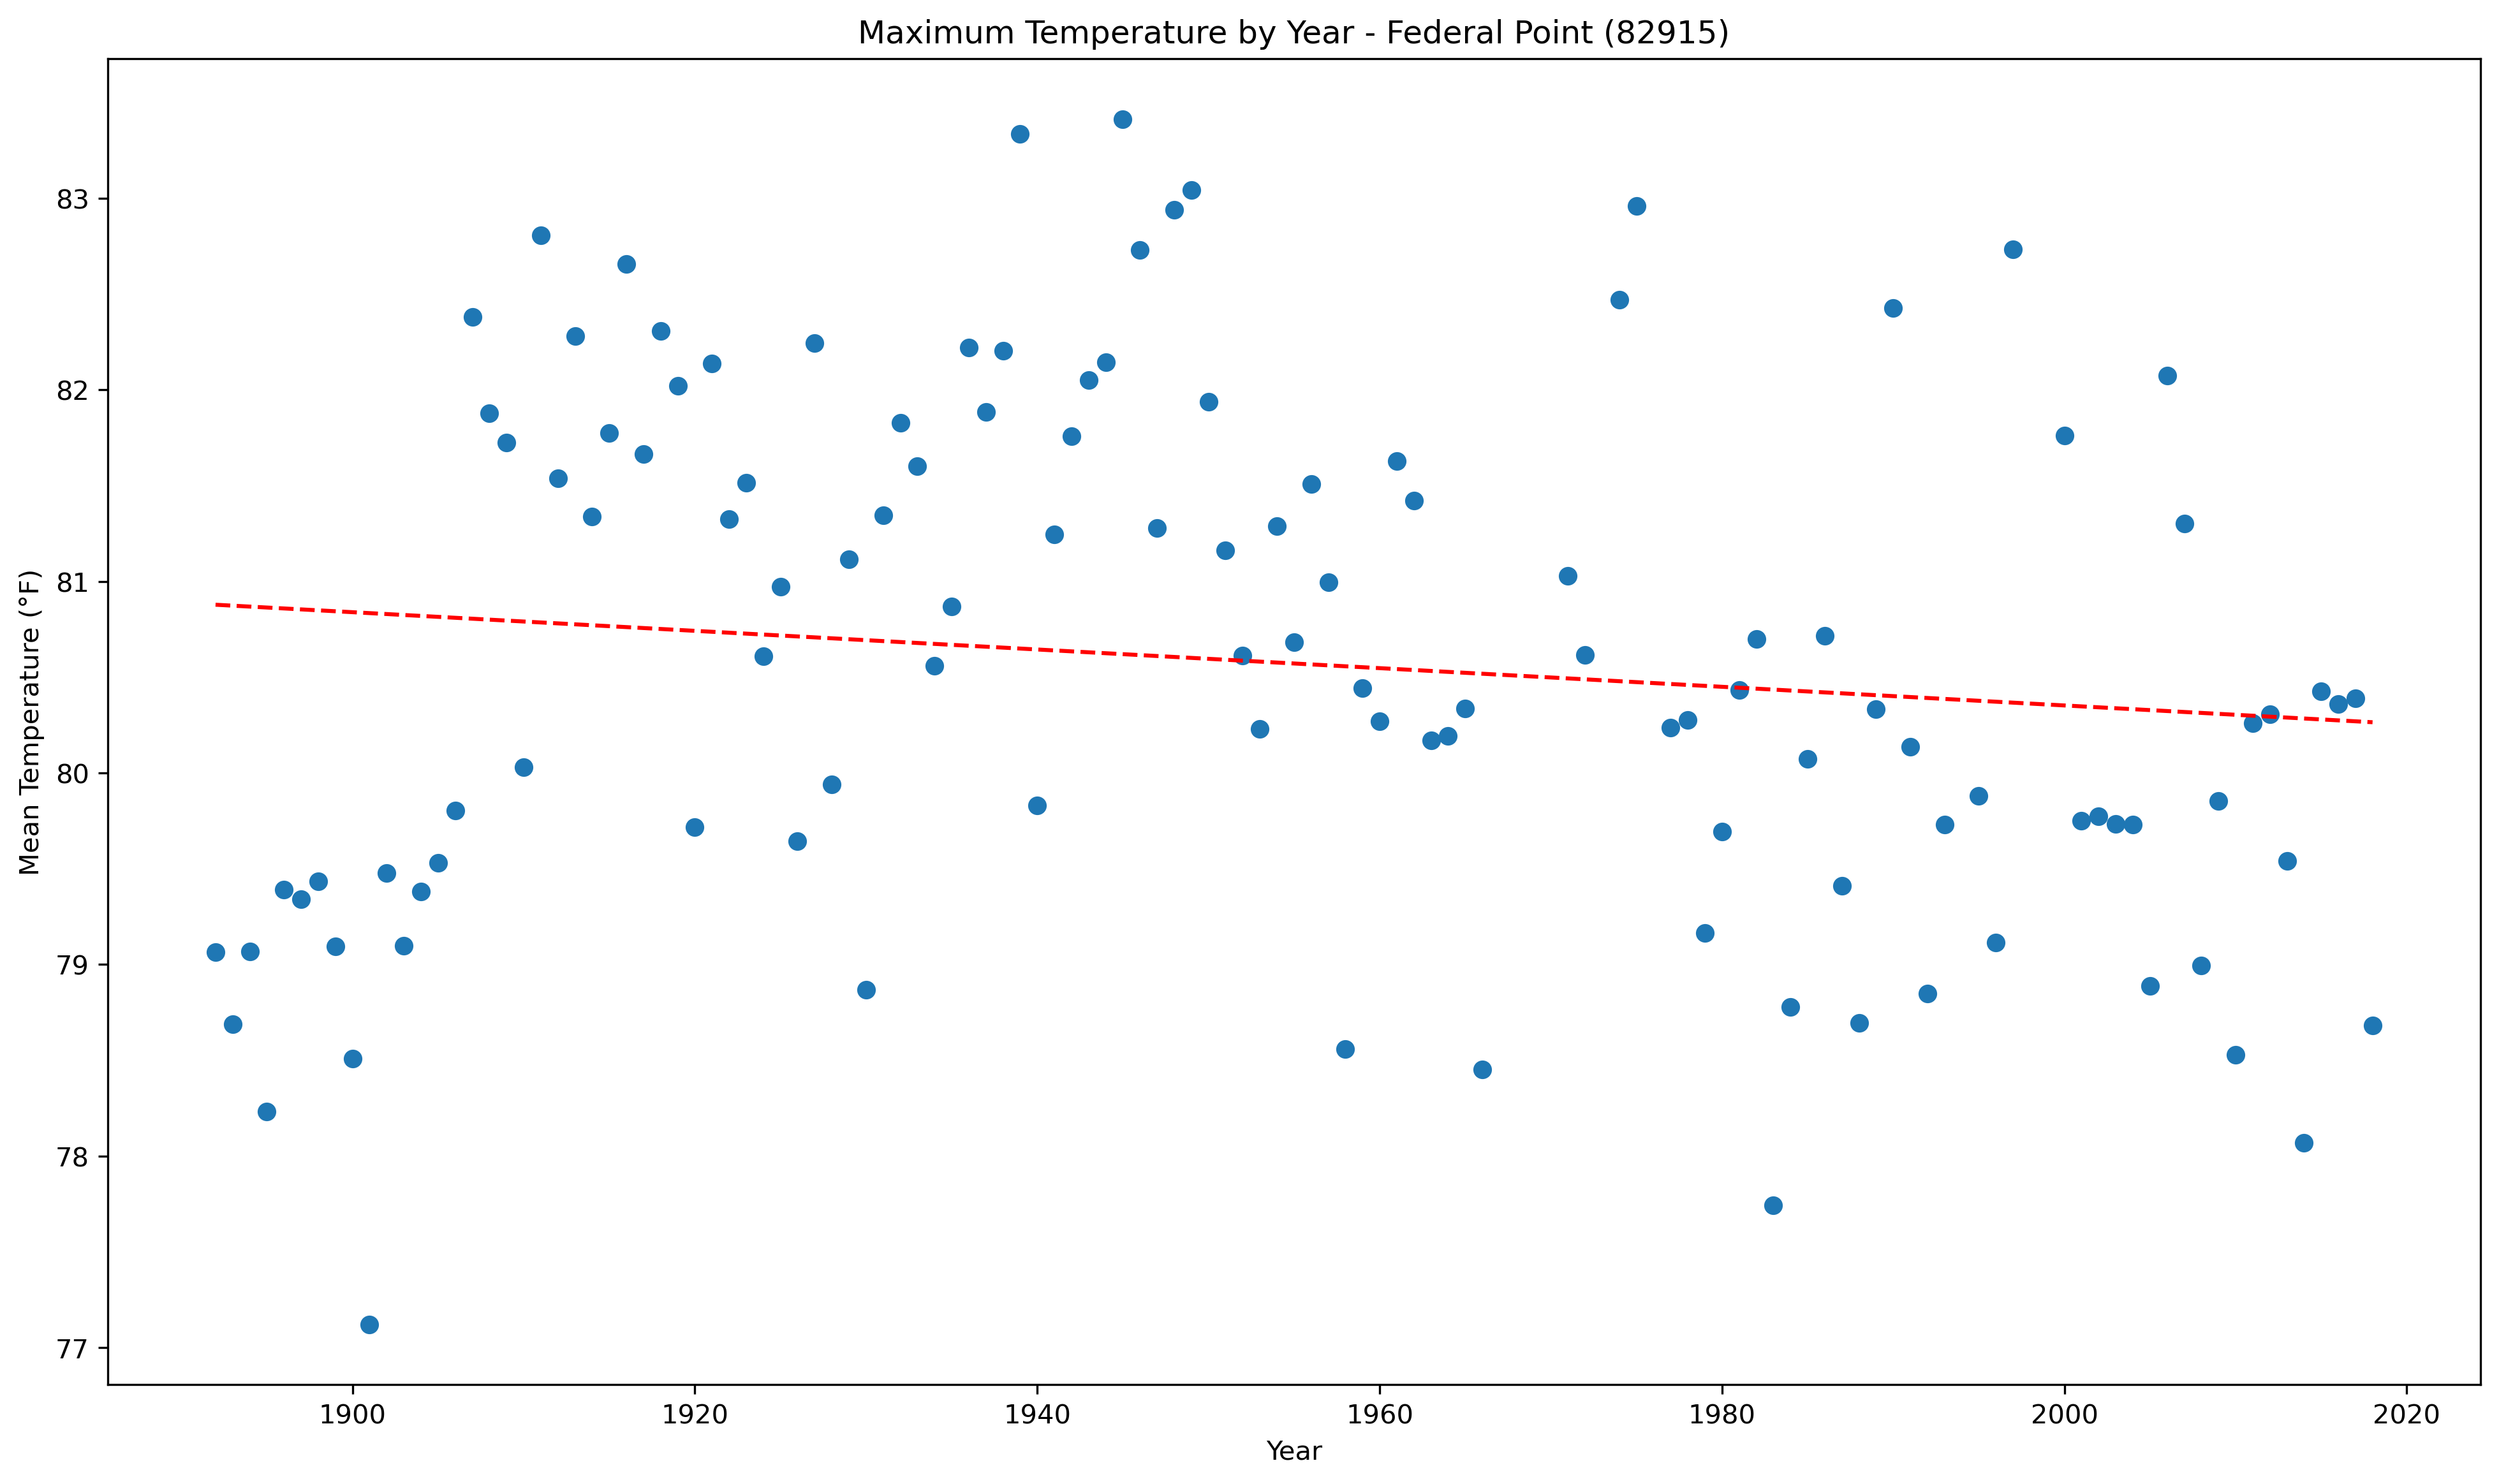 Maximum Temperature by Year - Federal Point (82915)
Mean Temperature (°F)
83
82
81
80
79
78
77
1900 1920 1940 1960 1980 2000 2020
Year